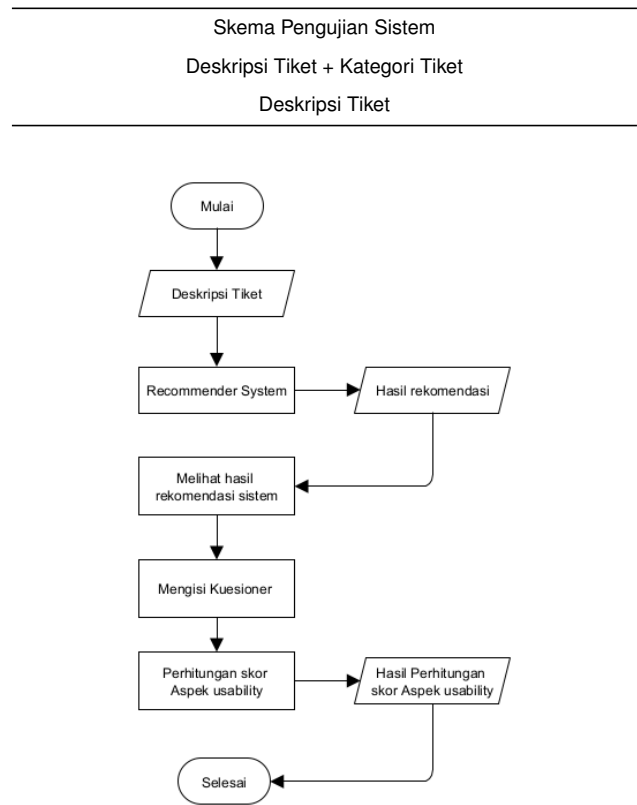 Skema Pengujian Sistem
Deskripsi Tiket + Kategori Tiket
Deskripsi Tiket
Mulai
Deskripsi Tiket
Recommender System
Hasil rekomendasi
Melihat hasil
rekomendasi sistem
Mengisi Kuesioner
Perhitungan skor
Aspek usability
Hasil Perhitungan
skor Aspek usability
Selesai